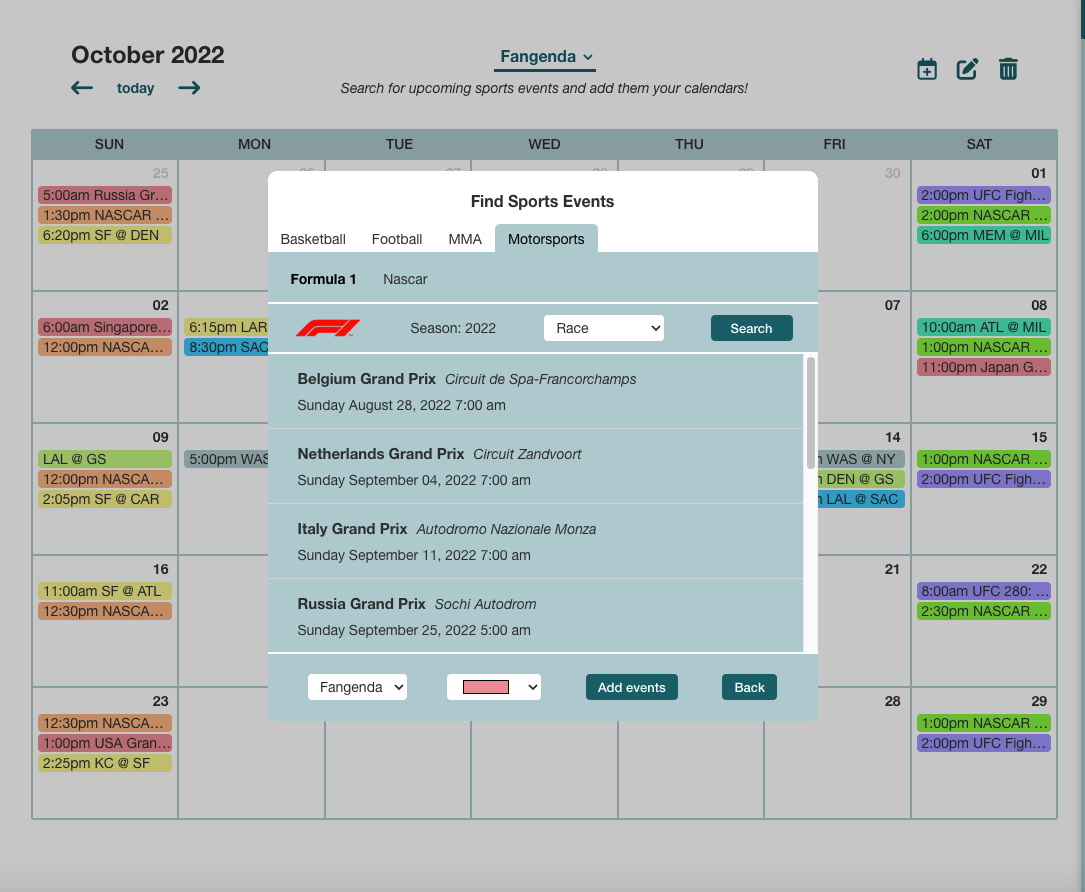 October 2022
today
Fangenda
Search for upcoming sports events and add them your calendars!
SUN MON TUE WED THU FRI SAT
25 30 01
5:00am Russia Gr...
1:30pm NASCAR ...
6:20pm SF @ DEN
2:00pm UFC Figh...
2:00pm NASCAR ...
6:00pm MEM @ MIL
02 07 08
6:00am Singapore...
12:00pm NASCA...
6:15pm LAR
8:30pm SAC
10:00am ATL @ MIL
1:00pm NASCAR ...
11:00pm Japan G...
09 14 15
LAL @ GS
12:00pm NASCA...
2:05pm SF @ CAR
5:00pm WAS
WAS @ NY
DEN @ GS
LAL @ SAC
1:00pm NASCAR ...
2:00pm UFC Figh...
16 21 22
11:00am SF @ ATL
12:30pm NASCA...
8:00am UFC 280: ...
2:30pm NASCAR ...
23 28 29
12:30pm NASCA...
1:00pm USA Gran...
2:25pm KC @ SF
1:00pm NASCAR ...
2:00pm UFC Figh...
Find Sports Events
Basketball Football MMA Motorsports
Formula 1 Nascar
Season: 2022 Race Search
Belgium Grand Prix Circuit de Spa-Francorchamps
Sunday August 28, 2022 7:00 am
Netherlands Grand Prix Circuit Zandvoort
Sunday September 04, 2022 7:00 am
Italy Grand Prix Autodromo Nazionale Monza
Sunday September 11, 2022 7:00 am
Russia Grand Prix Sochi Autodrom
Sunday September 25, 2022 5:00 am
Fangenda Add events Back